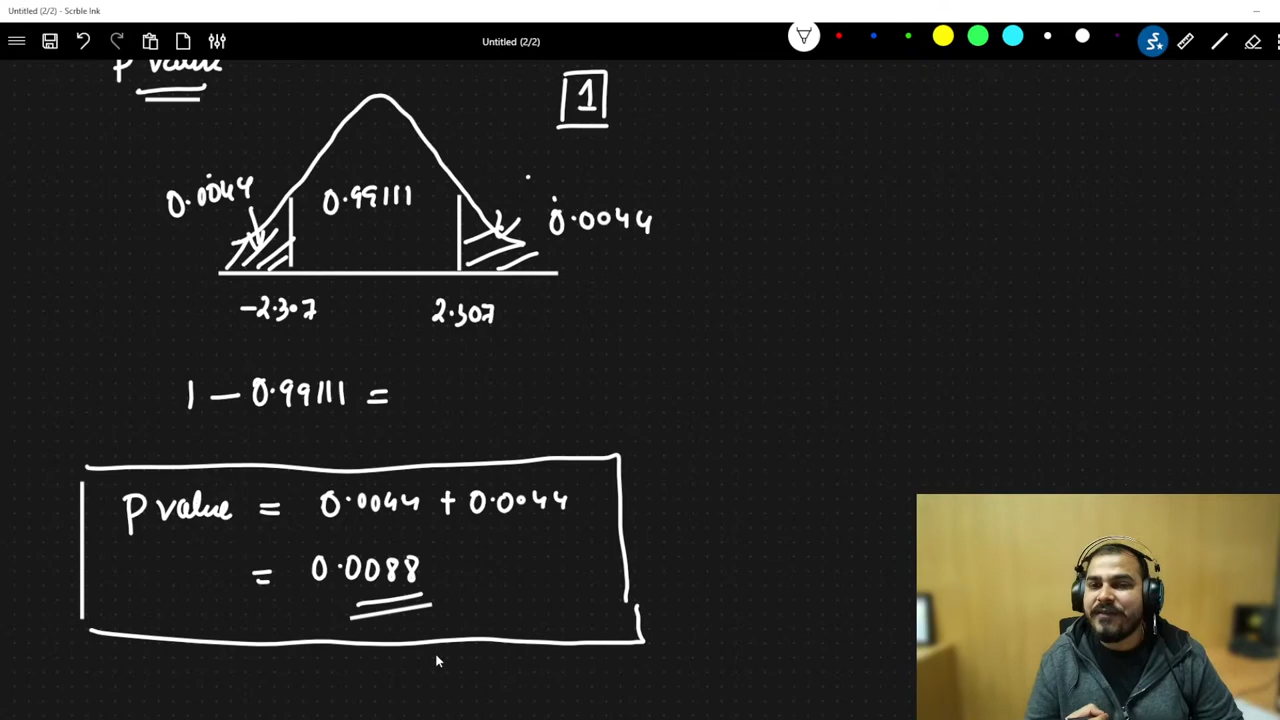 Untitled (2/2) - Scrble Ink
Untitled (2/2)
P value
1
0.0044
0.99111
0.0044
-2.307
2.307
1 - 0.99111 =
P value = 0.0044 + 0.0044
= 0.0088